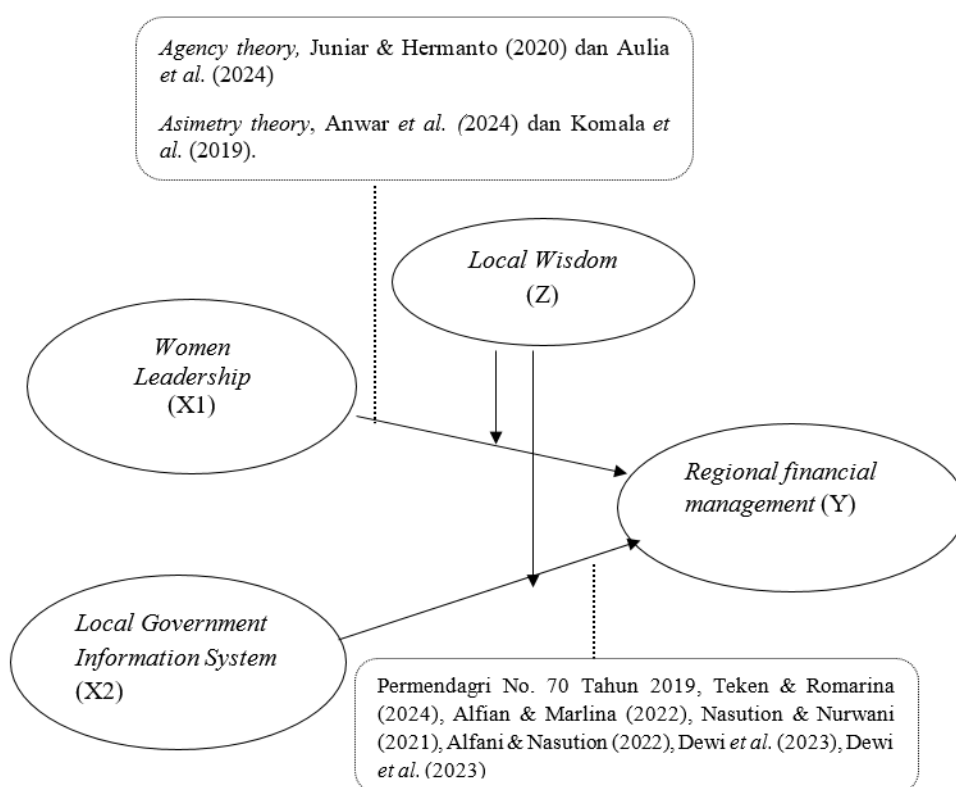 Agency theory, Juniar & Hermanto (2020) dan Aulia
et al. (2024)
Asimetry theory, Anwar et al. (2024) dan Komala et
al. (2019).
Local Wisdom
(Z)
Women
Leadership
(X1)
Regional financial
management (Y)
Local Government
Information System
(X2)
Permendagri No. 70 Tahun 2019, Teken & Romarina
(2024), Alfian & Marlina (2022), Nasution & Nurwani
(2021), Alfani & Nasution (2022), Dewi et al. (2023), Dewi
et al. (2023)